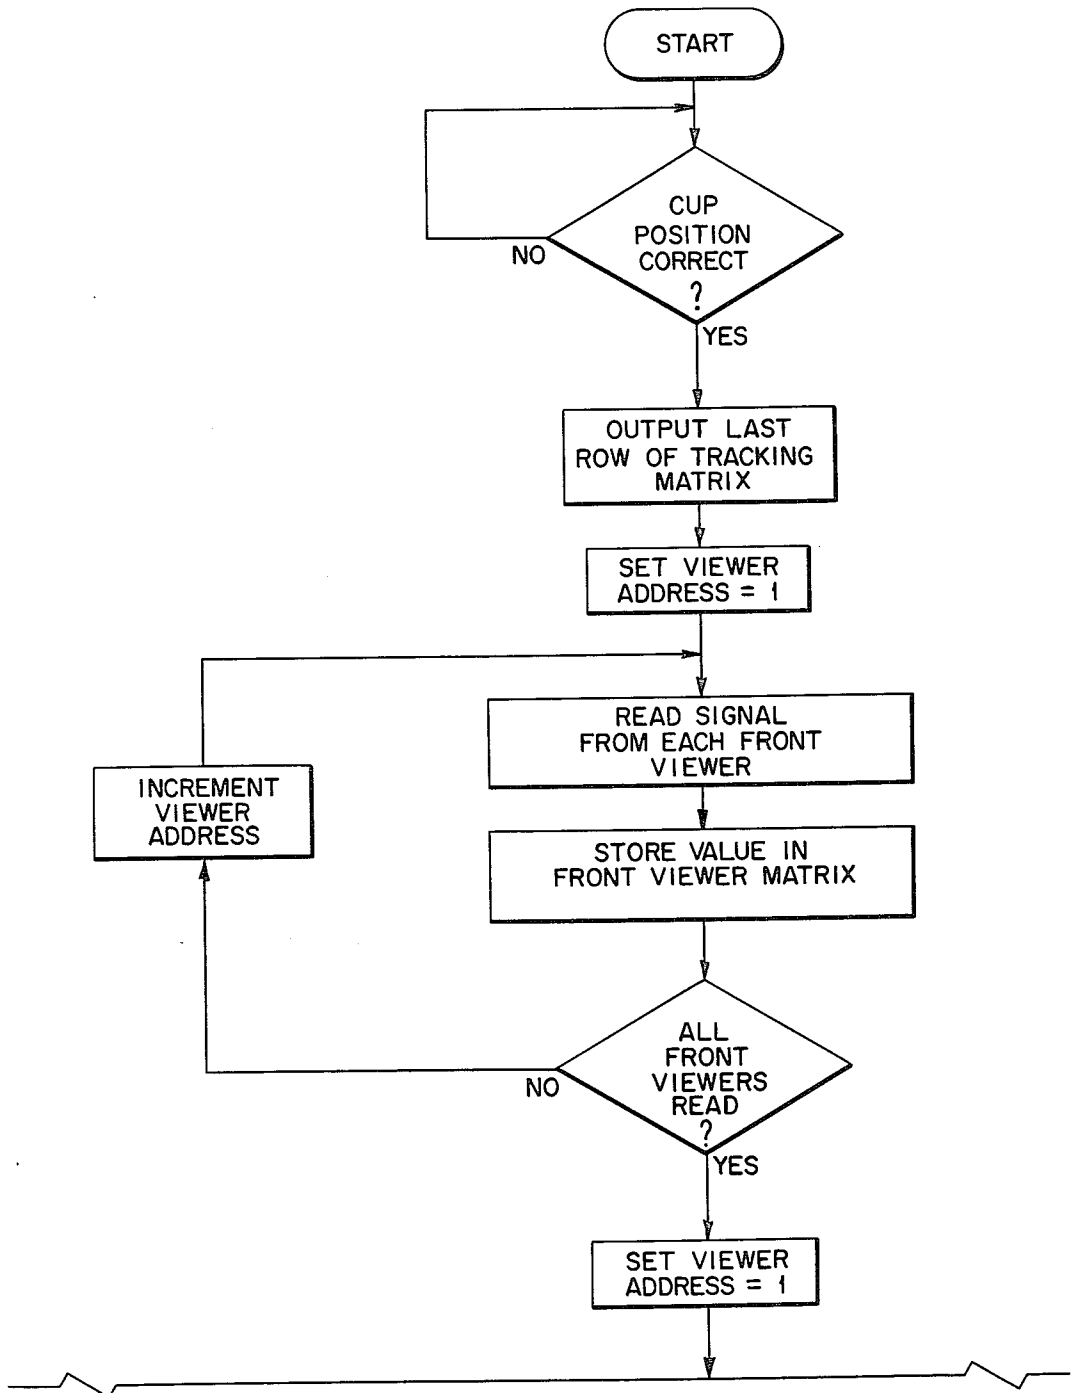 START
CUP
POSITION
CORRECT
?
NO
YES
OUTPUT LAST
ROW OF TRACKING
MATRIX
SET VIEWER
ADDRESS = 1
READ SIGNAL
FROM EACH FRONT
VIEWER
INCREMENT
VIEWER
ADDRESS
STORE VALUE IN
FRONT VIEWER MATRIX
ALL
FRONT
VIEWERS
READ
?
NO
YES
SET VIEWER
ADDRESS = 1